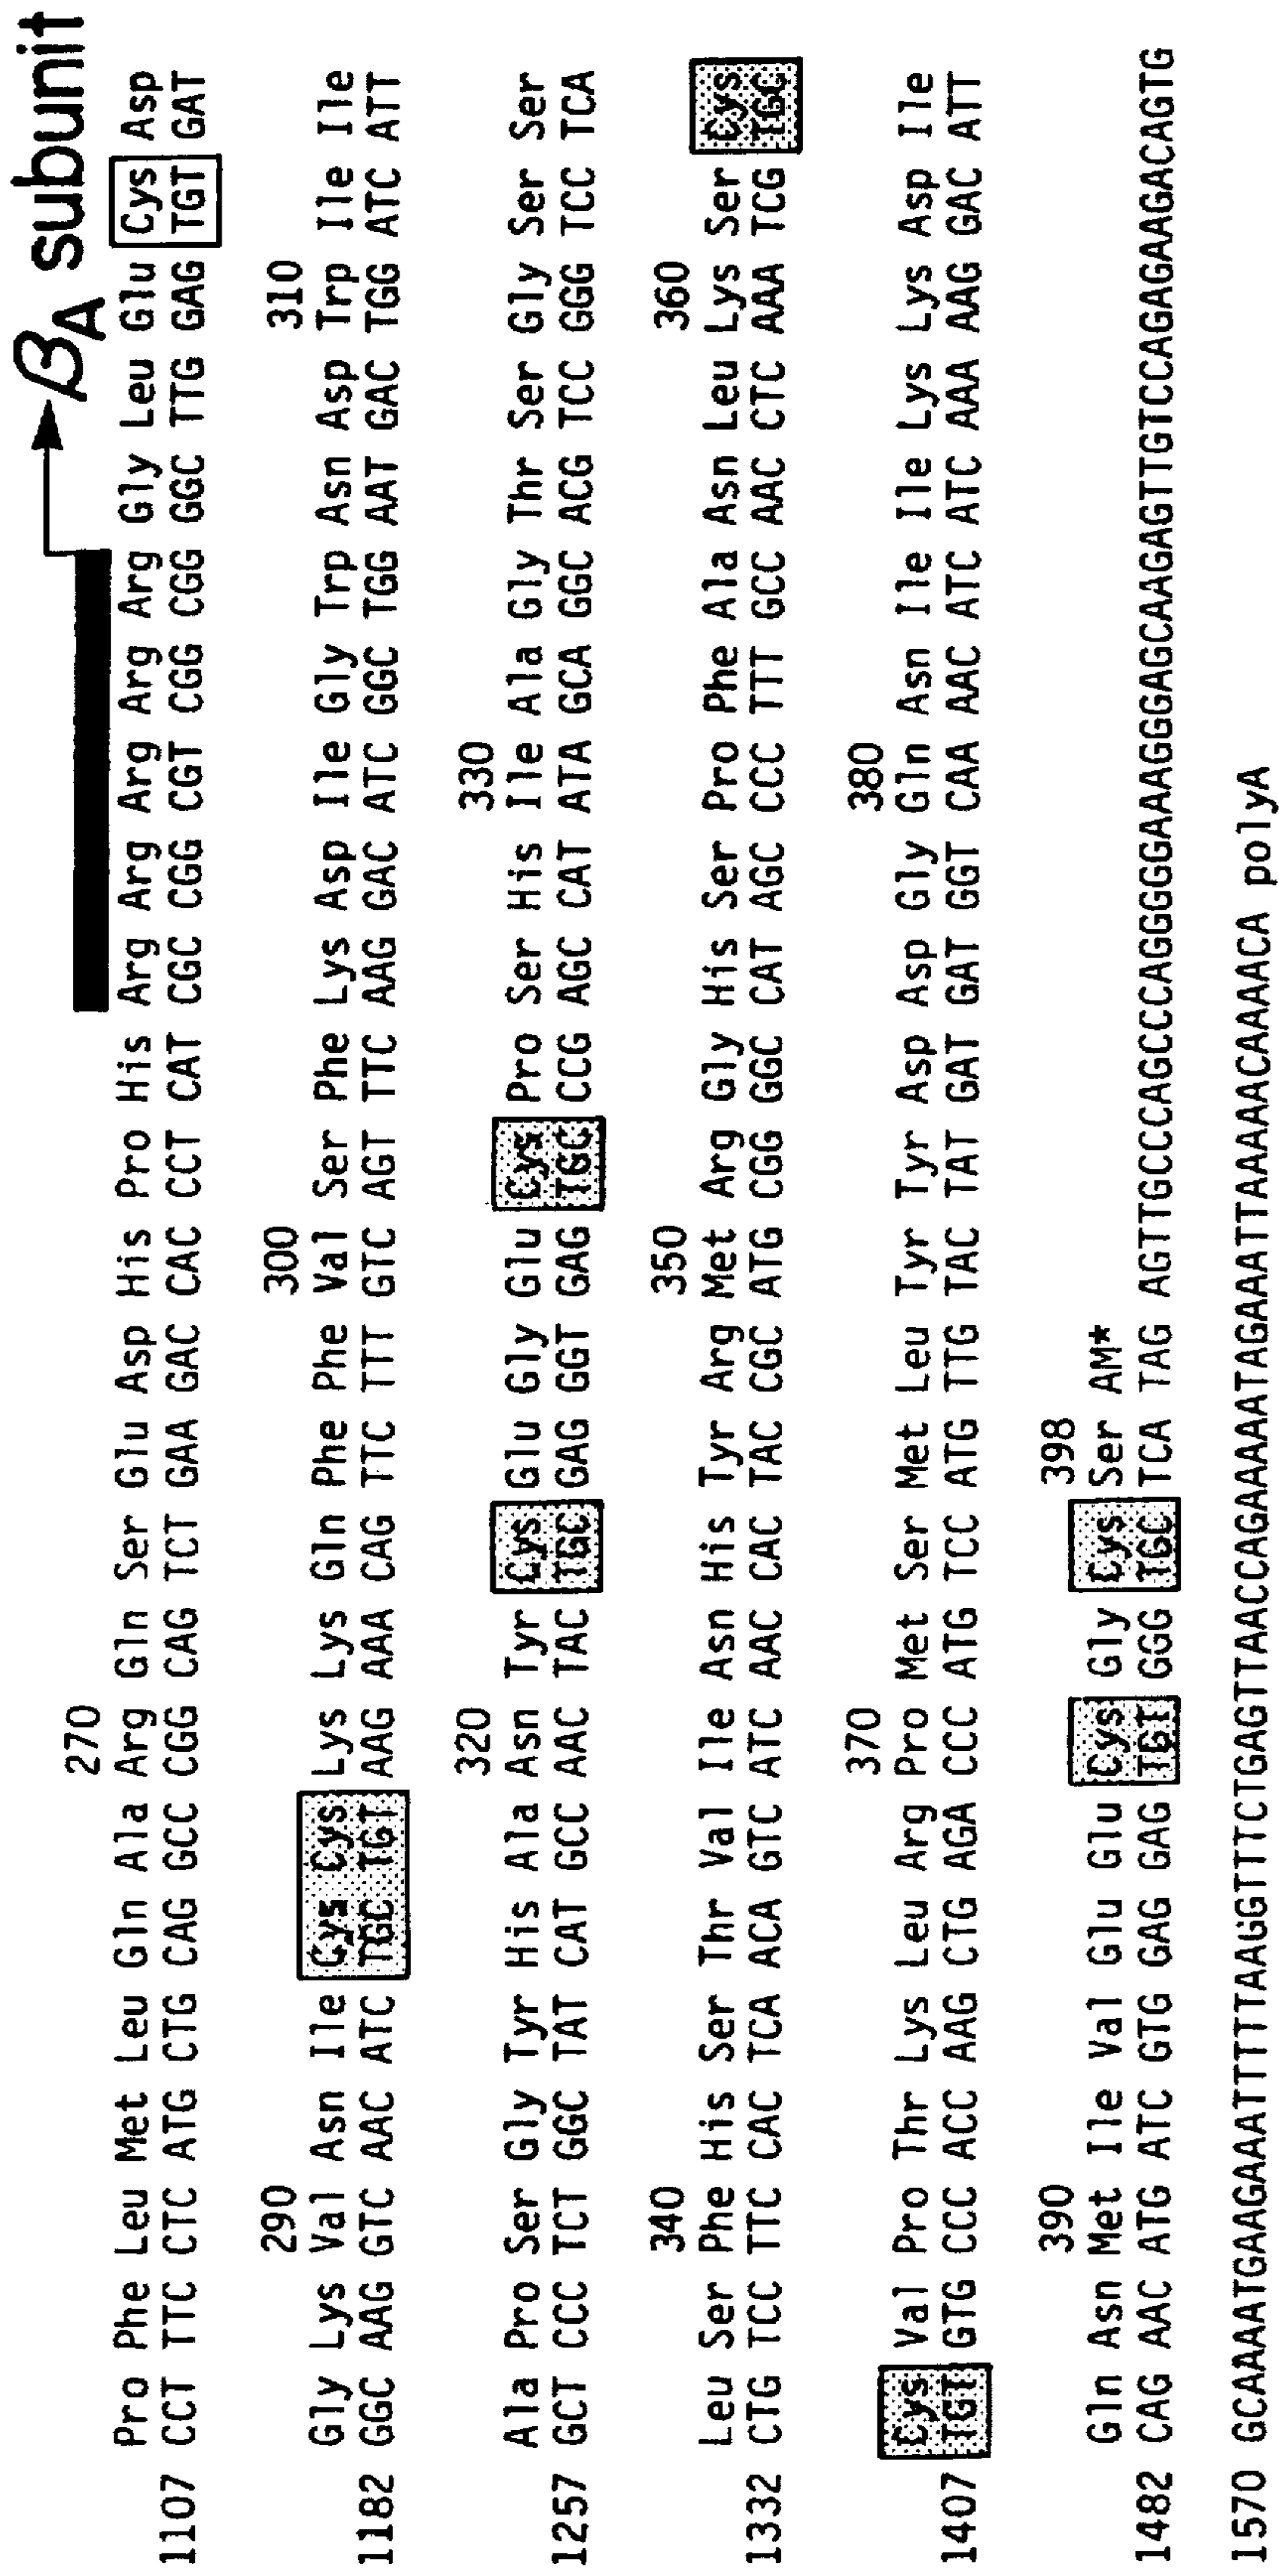 βA subunit
270
Pro Phe Leu Met Leu Gln Ala Arg Gln Ser Glu Asp His Pro His Arg Arg Arg Arg Arg Gly Leu Glu Cys Asp
1107 CCT TTC CTC ATG CTG CAG GCC CGG CAG TCT GAA GAC CAC CCT CAT CGC CGG CGT CGG CGG GGC TTG GAG TGT GAT
290 300 310
Gly Lys Val Asn Ile Cys Cys Lys Lys Gln Phe Phe Val Ser Phe Lys Asp Ile Gly Trp Asn Asp Trp Ile Ile
1182 GGC AAG GTC AAC ATC TGC TGT AAG AAA CAG TTC TTT GTC AGT TTC AAG GAC ATC GGC TGG AAT GAC TGG ATC ATT
320 330
Ala Pro Ser Gly Tyr His Ala Asn Tyr Cys Glu Gly Glu Cys Pro Ser His Ile Ala Gly Thr Ser Gly Ser Ser
1257 GCT CCC TCT GGC TAT CAT GCC AAC TAC TGC GAG GGT GAG TGC CCG AGC CAT ATA GCA GGC ACG TCC GGG TCC TCA
340 350 360
Leu Ser Phe His Ser Thr Val Ile Asn His Tyr Arg Met Arg Gly His Ser Pro Phe Ala Asn Leu Lys Ser Cys
1332 CTG TCC TTC CAC TCA ACA GTC ATC AAC CAC TAC CGC ATG CGG GGC CAT AGC CCC TTT GCC AAC CTC AAA TCG TGC
370 380
Cys Val Pro Thr Lys Leu Arg Pro Met Ser Met Leu Tyr Tyr Asp Asp Gly Gln Asn Ile Ile Lys Lys Asp Ile
1407 TGT GTG CCC ACC AAG CTG AGA CCC ATG TCC ATG TTG TAC TAT GAT GAT GGT CAA AAC ATC ATC AAA AAG GAC ATT
390 398
Gln Asn Met Ile Val Glu Glu Cys Gly Cys Ser AM*
1482 CAG AAC ATG ATC GTG GAG GAG TGT GGG TGC TCA TAG AGTTGCCCAGCCCAGGGGGAAAGGGAGCAAGAGTTGTCCAGAGAAGACAGTG
1570 GCAAAATGAAGAAATTTTTAAGGTTTCTGAGTTAACCAGAAAAATAGAAATTAAAAACAAAACA polyA